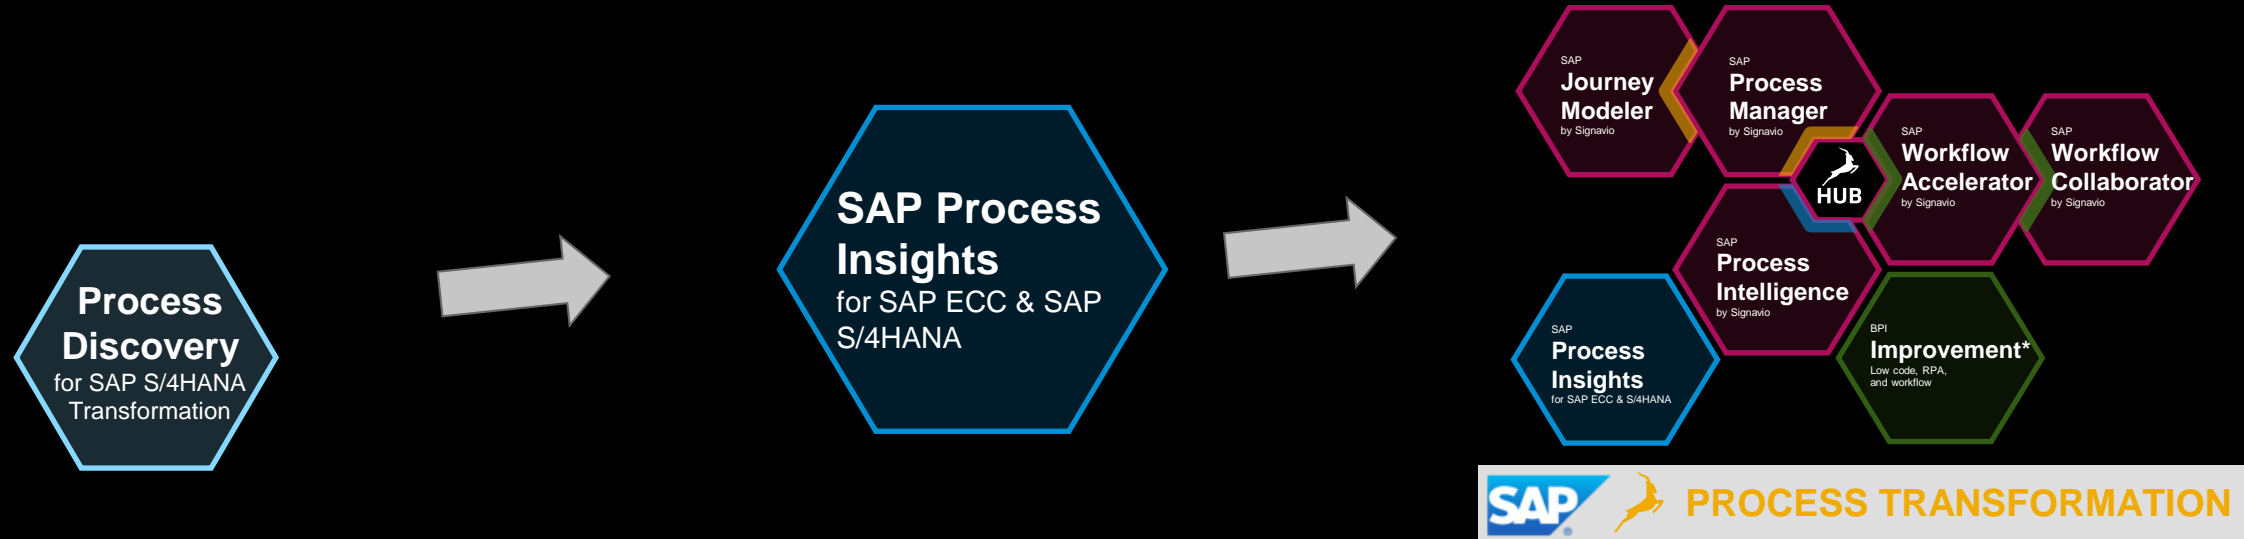 Process
Discovery
for SAP S/4HANA
Transformation
SAP Process
Insights
for SAP ECC & SAP
S/4HANA
SAP
Journey
Modeler
by Signavio
SAP
Process
Manager
by Signavio
HUB
SAP
Workflow
Accelerator
by Signavio
SAP
Workflow
Collaborator
by Signavio
SAP
Process
Intelligence
by Signavio
SAP
Process
Insights
for SAP ECC & S/4HANA
BPI
Improvement*
Low code, RPA,
and workflow
SAP
PROCESS TRANSFORMATION